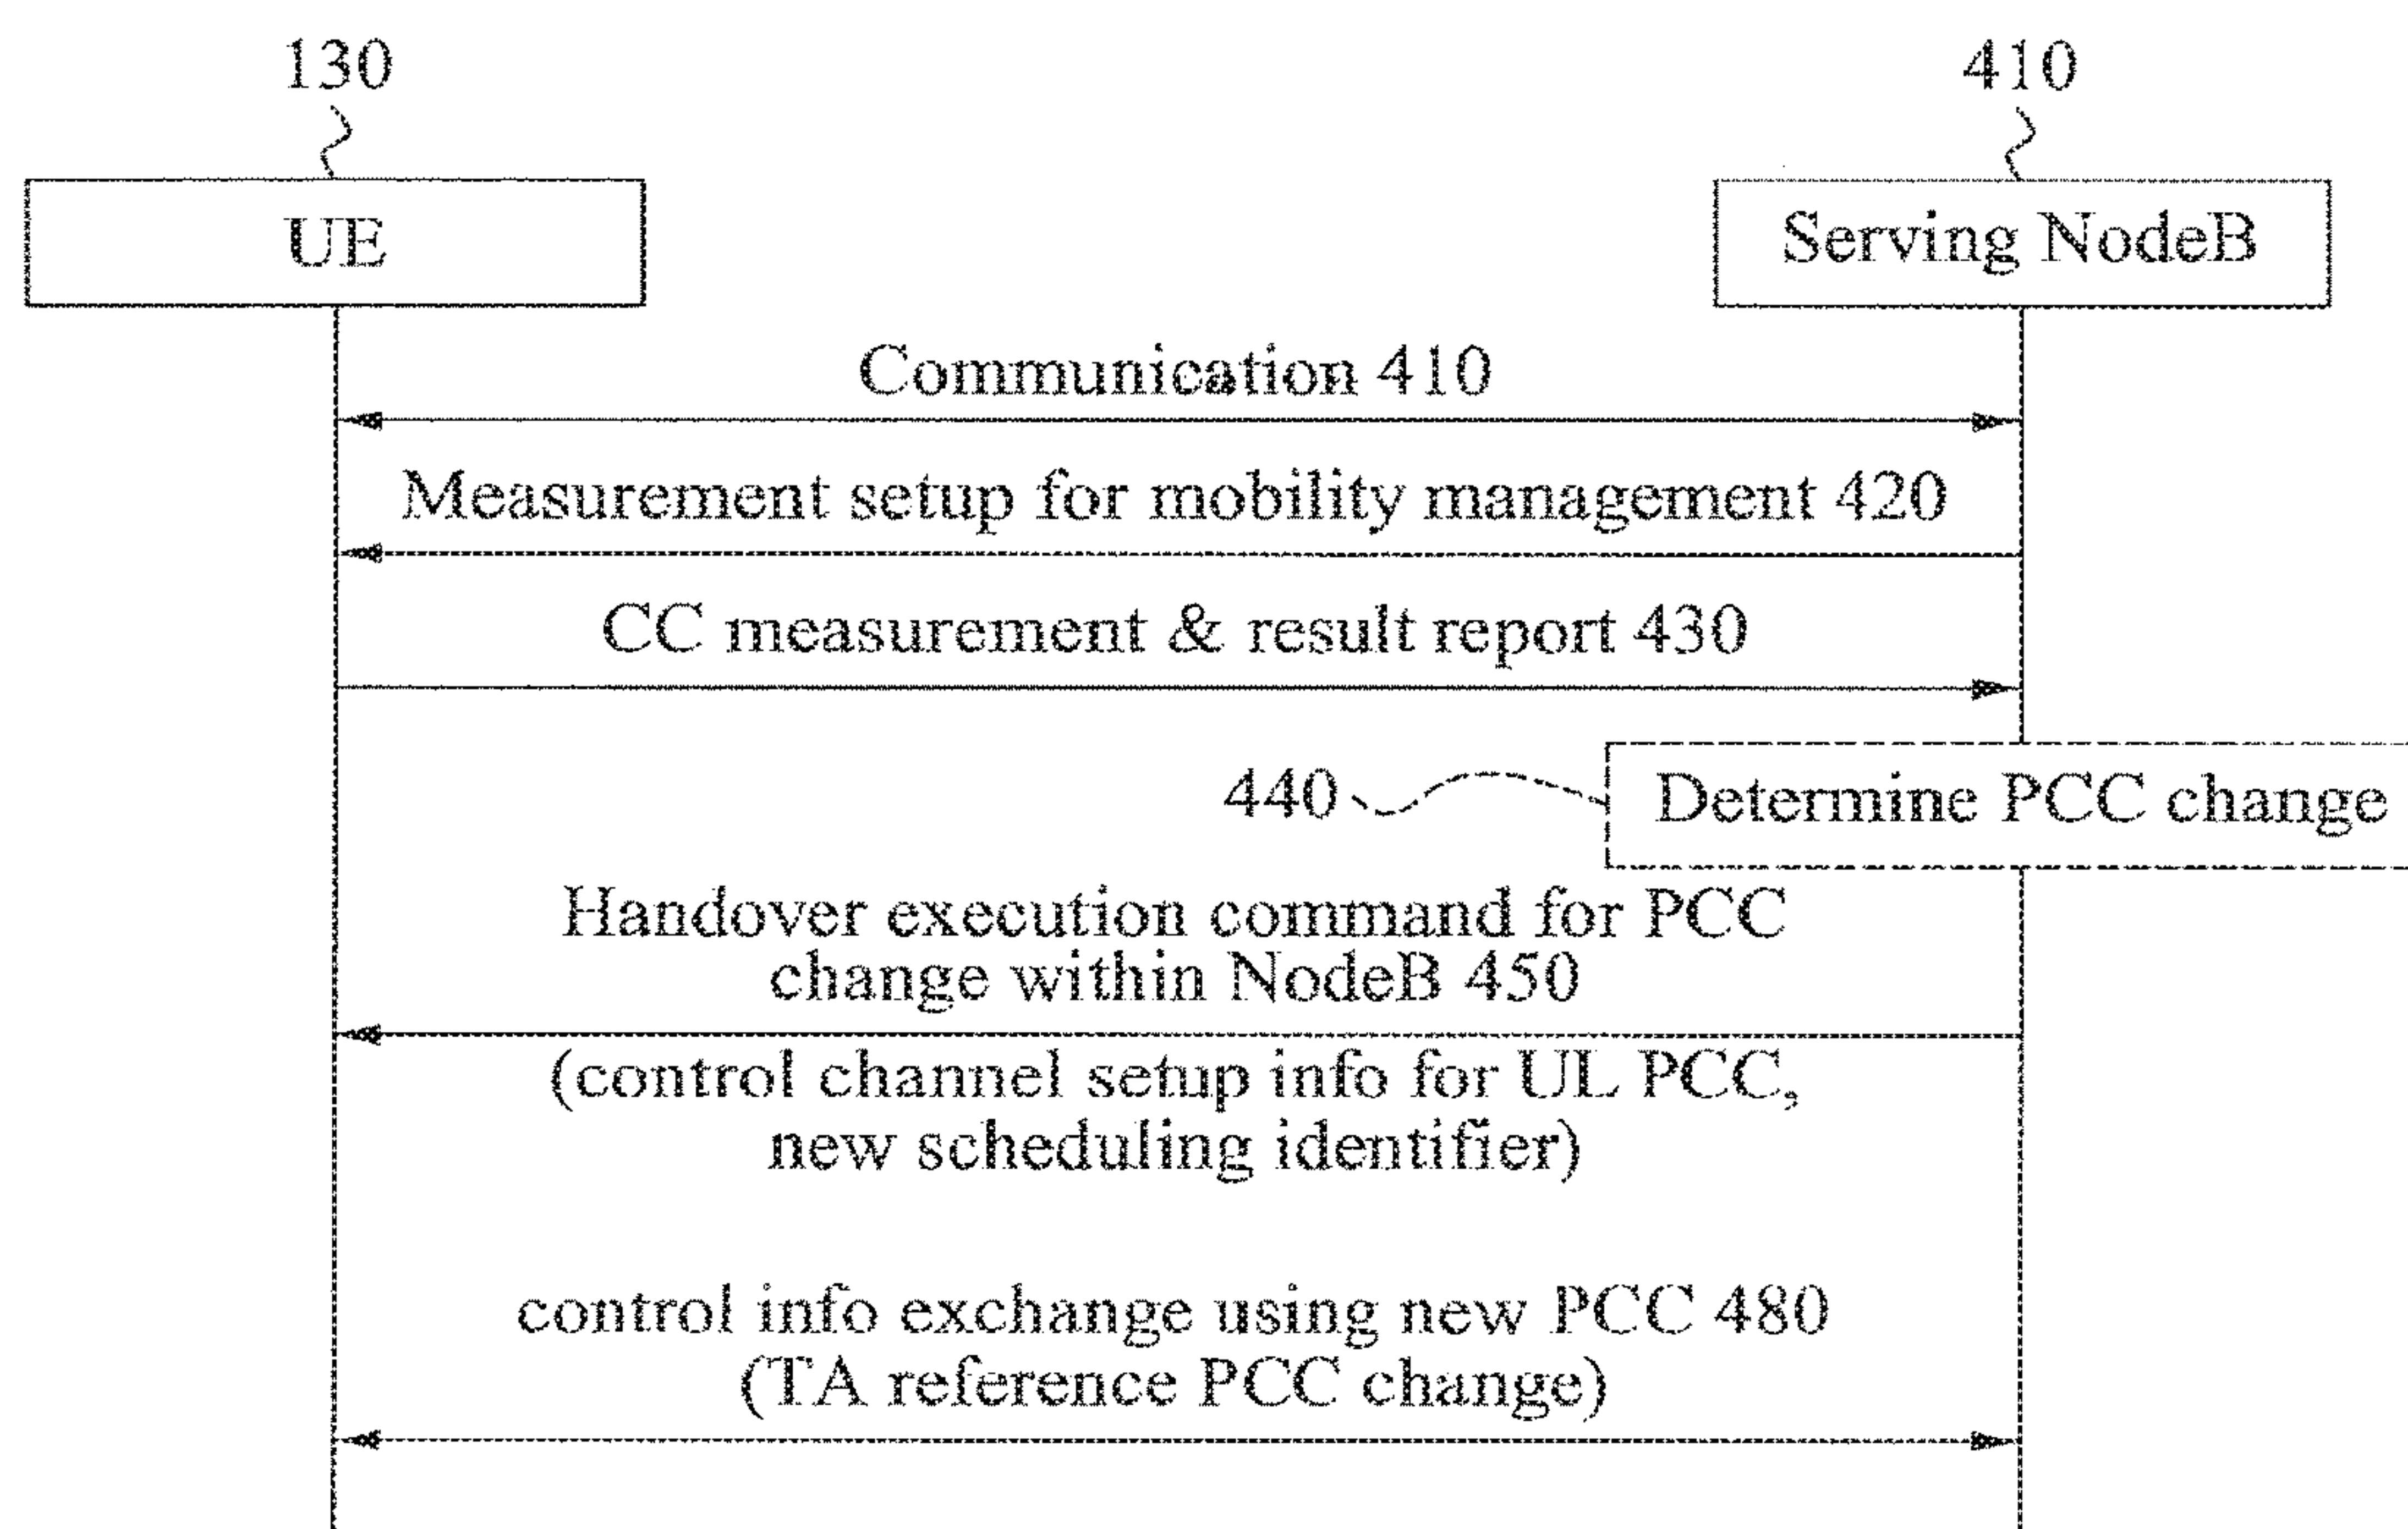 130
410
UE
Serving NodeB
Communication 410
Measurement setup for mobility management 420
CC measurement & result report 430
440
Determine PCC change
Handover execution command for PCC
change within NodeB 450
(control channel setup info for UL PCC,
new scheduling identifier)
control info exchange using new PCC 480
(TA reference PCC change)